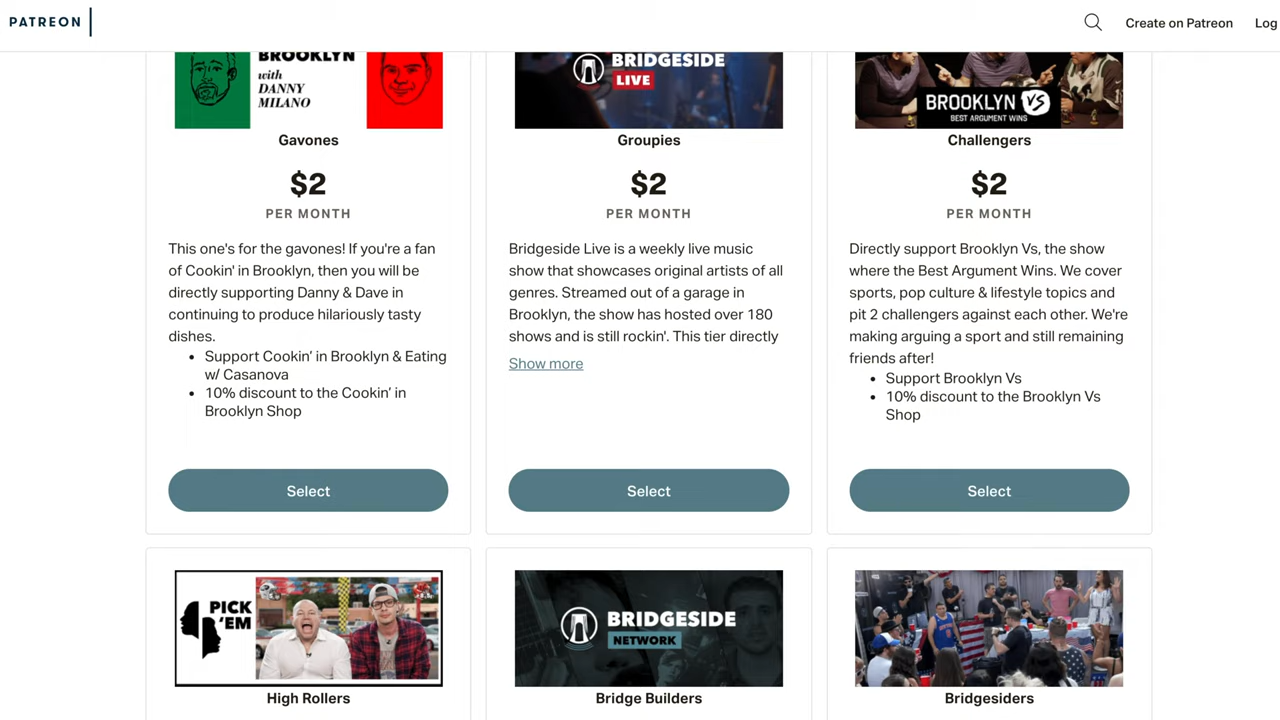 PATREON
Create on Patreon
Log
BROOKLYN
with
DANNY
MILANO
Gavones
$2
PER MONTH
This one's for the gavones! If you're a fan
of Cookin' in Brooklyn, then you will be
directly supporting Danny & Dave in
continuing to produce hilariously tasty
dishes.
• Support Cookin’ in Brooklyn & Eating
w/ Casanova
• 10% discount to the Cookin’ in
Brooklyn Shop
Select
BRIDGESIDE
LIVE
Groupies
$2
PER MONTH
Bridgeside Live is a weekly live music
show that showcases original artists of all
genres. Streamed out of a garage in
Brooklyn, the show has hosted over 180
shows and is still rockin'. This tier directly
Show more
Select
BROOKLYN VS
BEST ARGUMENT WINS
Challengers
$2
PER MONTH
Directly support Brooklyn Vs, the show
where the Best Argument Wins. We cover
sports, pop culture & lifestyle topics and
pit 2 challengers against each other. We're
making arguing a sport and still remaining
friends after!
• Support Brooklyn Vs
• 10% discount to the Brooklyn Vs
Shop
Select
PICK
'EM
High Rollers
BRIDGESIDE
NETWORK
Bridge Builders
Bridgesiders